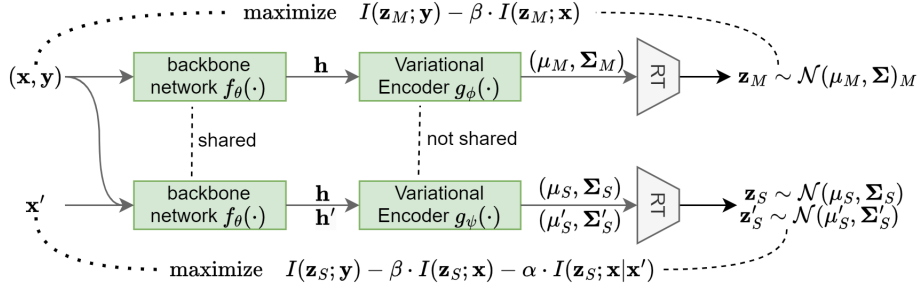 maximize I(𝐳_M; 𝐲) − β · I(𝐳_M; 𝐱)
(𝐱, 𝐲)
backbone
network f_θ(·)
𝐡
Variational
Encoder g_ϕ(·)
(μ_M, 𝚺_M)
RT
𝐳_M ∼ 𝒩(μ_M, 𝚺)_M
shared
not shared
𝐱′
backbone
network f_θ(·)
𝐡
𝐡′
Variational
Encoder g_ψ(·)
(μ_S, 𝚺_S)
(μ′_S, 𝚺′_S)
RT
𝐳_S ∼ 𝒩(μ_S, 𝚺_S)
𝐳′_S ∼ 𝒩(μ′_S, 𝚺′_S)
maximize I(𝐳_S; 𝐲) − β · I(𝐳_S; 𝐱) − α · I(𝐳_S; 𝐱|𝐱′)